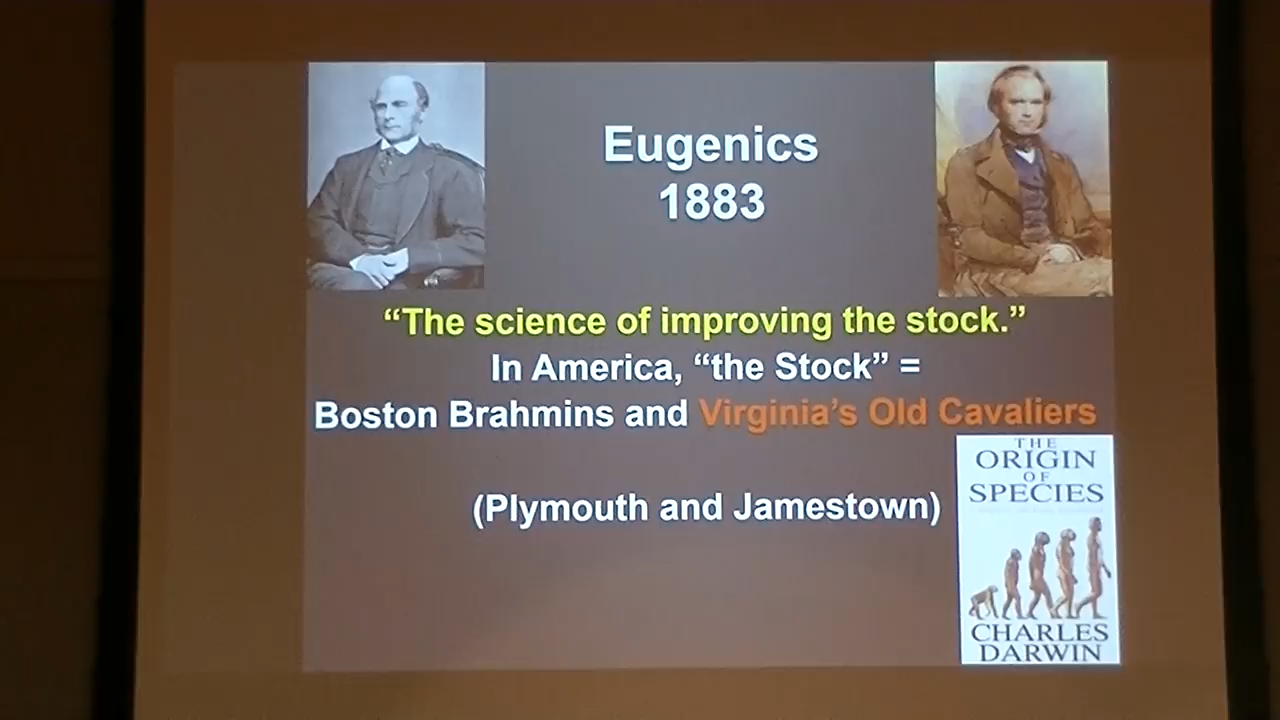 Eugenics
1883
“The science of improving the stock.”
In America, “the Stock” =
Boston Brahmins and Virginia’s Old Cavaliers
(Plymouth and Jamestown)
THE
ORIGIN
OF
SPECIES
CHARLES
DARWIN